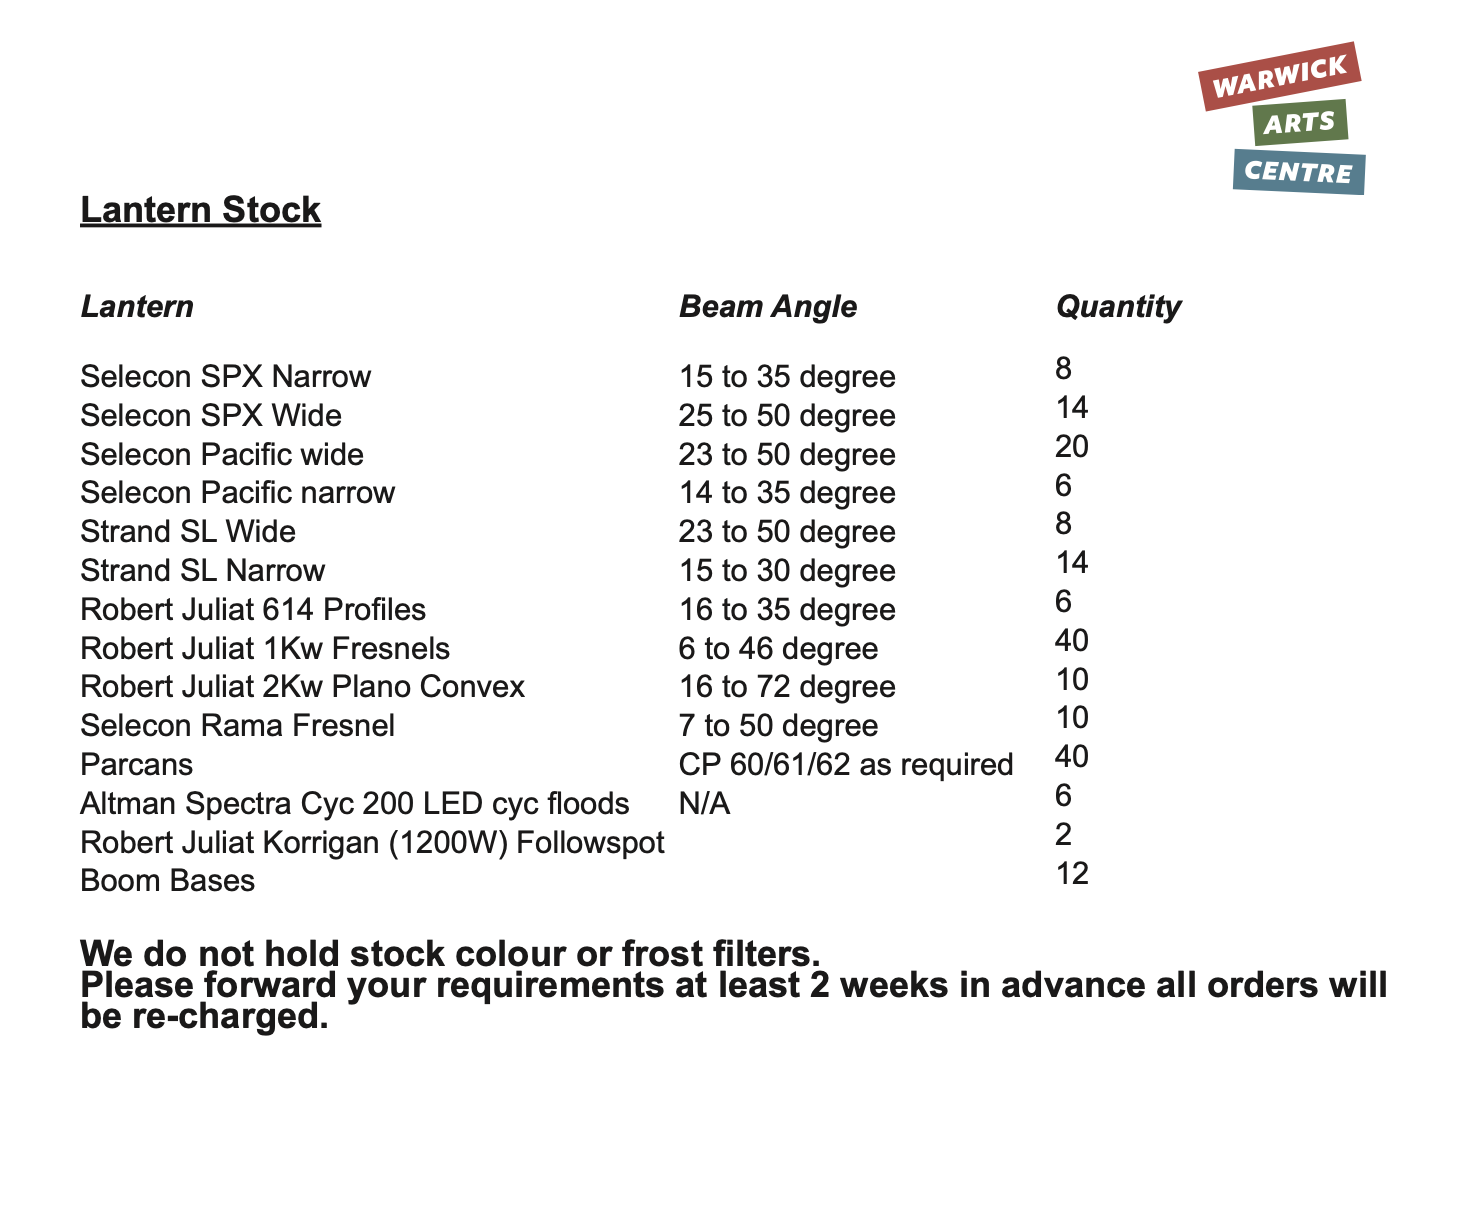 WARWICK
ARTS
CENTRE
Lantern Stock
Lantern Beam Angle Quantity
Selecon SPX Narrow 15 to 35 degree 8
Selecon SPX Wide 25 to 50 degree 14
Selecon Pacific wide 23 to 50 degree 20
Selecon Pacific narrow 14 to 35 degree 6
Strand SL Wide 23 to 50 degree 8
Strand SL Narrow 15 to 30 degree 14
Robert Juliat 614 Profiles 16 to 35 degree 6
Robert Juliat 1Kw Fresnels 6 to 46 degree 40
Robert Juliat 2Kw Plano Convex 16 to 72 degree 10
Selecon Rama Fresnel 7 to 50 degree 10
Parcans CP 60/61/62 as required 40
Altman Spectra Cyc 200 LED cyc floods N/A 6
Robert Juliat Korrigan (1200W) Followspot 2
Boom Bases 12
We do not hold stock colour or frost filters.
Please forward your requirements at least 2 weeks in advance all orders will
be re-charged.